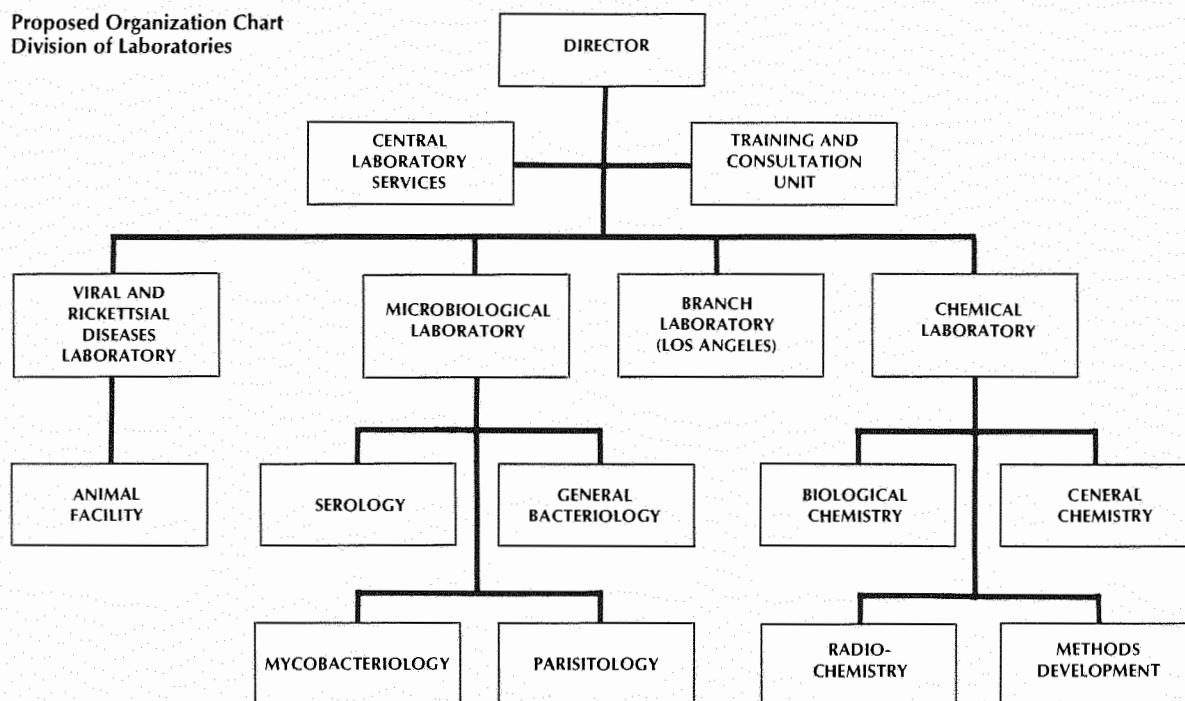 Proposed Organization Chart
Division of Laboratories
DIRECTOR
CENTRAL
LABORATORY
SERVICES
TRAINING AND
CONSULTATION
UNIT
VIRAL AND
RICKETTSIAL
DISEASES
LABORATORY
MICROBIOLOGICAL
LABORATORY
BRANCH
LABORATORY
(LOS ANGELES)
CHEMICAL
LABORATORY
ANIMAL
FACILITY
SEROLOGY
GENERAL
BACTERIOLOGY
BIOLOGICAL
CHEMISTRY
CENERAL
CHEMISTRY
MYCOBACTERIOLOGY
PARISITOLOGY
RADIO-
CHEMISTRY
METHODS
DEVELOPMENT